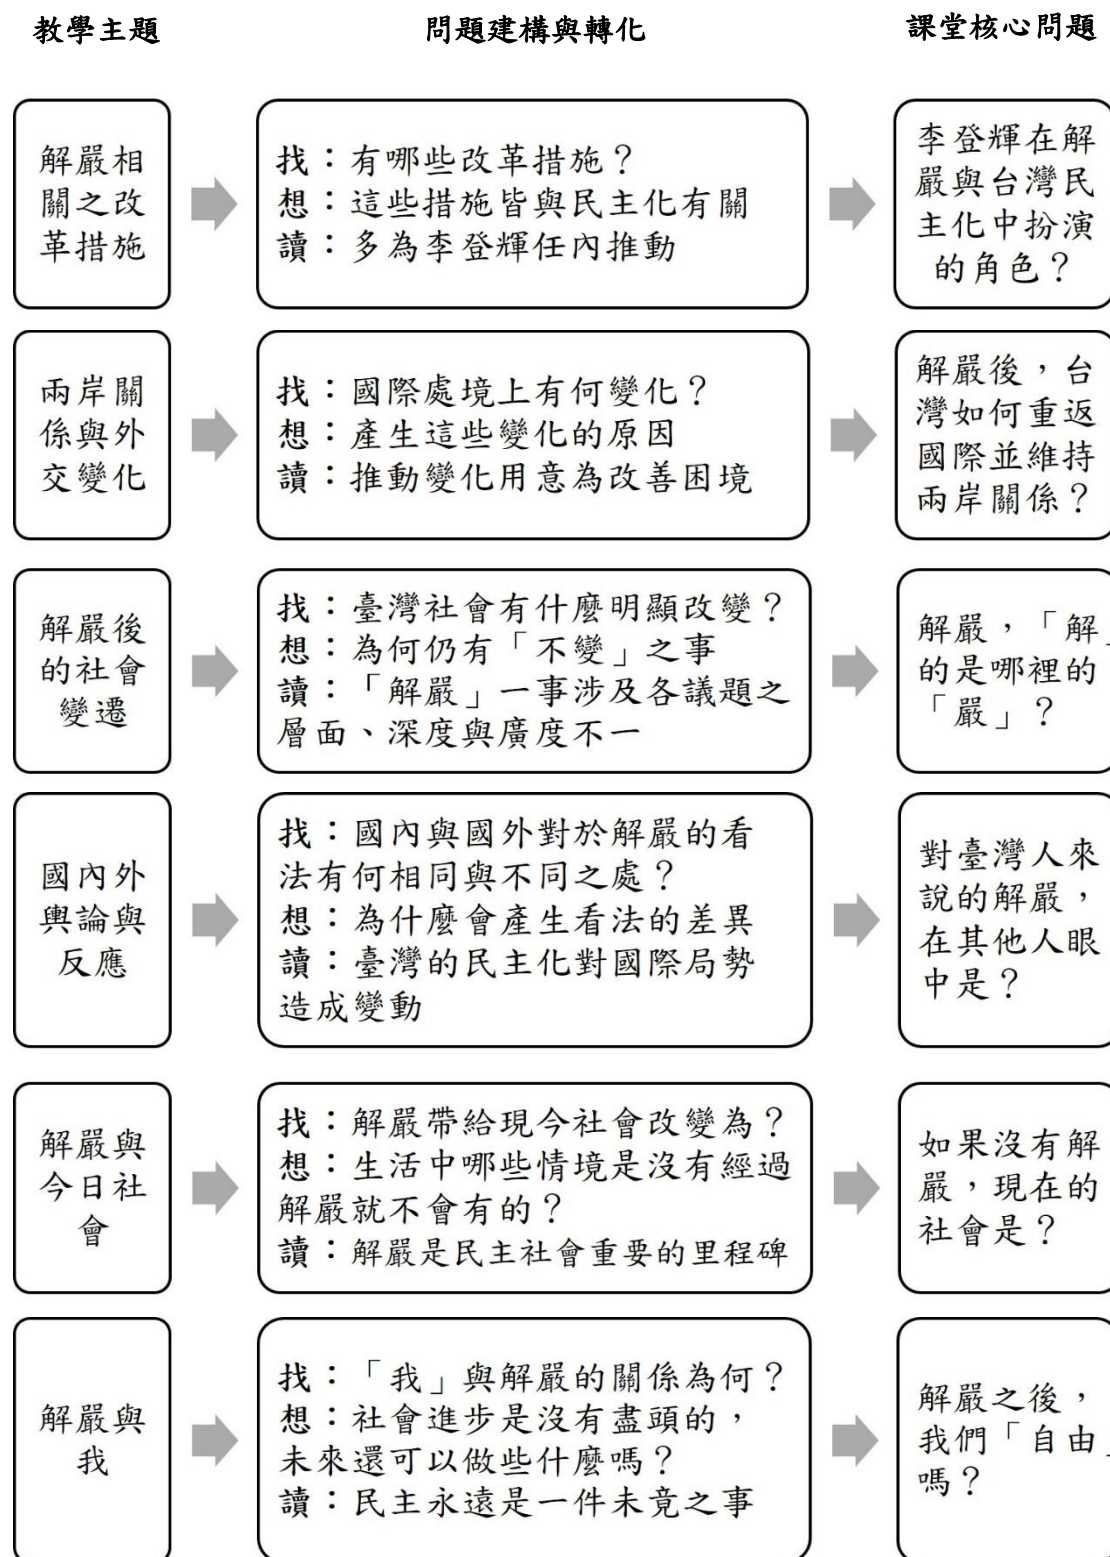 教學主題
問題建構與轉化
課堂核心問題
解嚴相
關之改
革措施
找：有哪些改革措施？
想：這些措施皆與民主化有關
讀：多為李登輝任內推動
李登輝在解
嚴與台灣民
主化中扮演
的角色？
兩岸關
係與外
交變化
找：國際處境上有何變化？
想：產生這些變化的原因
讀：推動變化用意為改善困境
解嚴後，台
灣如何重返
國際並維持
兩岸關係？
解嚴後
的社會
變遷
找：臺灣社會有什麼明顯改變？
想：為何仍有「不變」之事
讀：「解嚴」一事涉及各議題之
層面、深度與廣度不一
解嚴，「解」
的是哪裡的
「嚴」？
國內外
輿論與
反應
找：國內與國外對於解嚴的看
法有何相同與不同之處？
想：為什麼會產生看法的差異
讀：臺灣的民主化對國際局勢
造成變動
對臺灣人來
說的解嚴，
在其他人眼
中是？
解嚴與
今日社
會
找：解嚴帶給現今社會改變為？
想：生活中哪些情境是沒有經過
解嚴就不會有的？
讀：解嚴是民主社會重要的里程碑
如果沒有解
嚴，現在的
社會是？
解嚴與
我
找：「我」與解嚴的關係為何？
想：社會進步是沒有盡頭的，
未來還可以做些什麼嗎？
讀：民主永遠是一件未竟之事
解嚴之後，
我們「自由」
嗎？